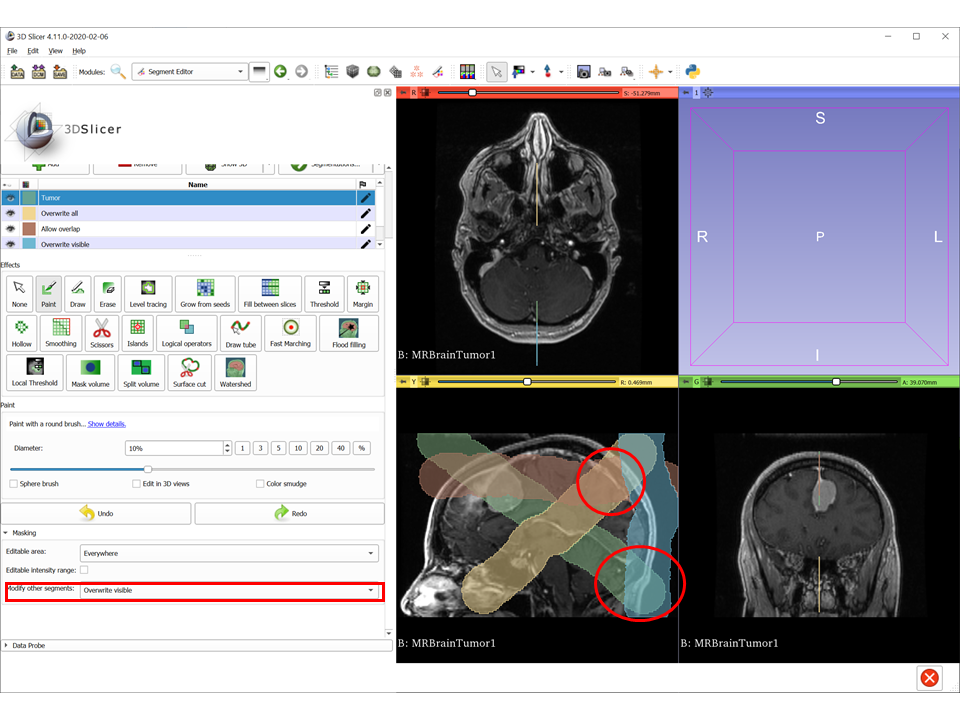 3D Slicer 4.11.0-2020-02-06
File Edit View Help
DATA DCM SAVE Modules: Segment Editor
3DSlicer
Add Remove Show 3D Segmentations...
Name
Tumor
Overwrite all
Allow overlap
Overwrite visible
Effects
None Paint Draw Erase Level tracing Grow from seeds Fill between slices Threshold Margin
Hollow Smoothing Scissors Islands Logical operators Draw tube Fast Marching Flood filling
Local Threshold Mask volume Split volume Surface cut Watershed
Paint
Paint with a round brush... Show details.
Diameter: 10% 1 3 5 10 20 40 %
Sphere brush Edit in 3D views Color smudge
Undo Redo
Masking
Editable area: Everywhere
Editable intensity range:
Modify other segments: Overwrite visible
Data Probe
R S: -51.279mm
B: MRBrainTumor1
1
S
R P L
I
Y R: 0.469mm
B: MRBrainTumor1
G A: 39.070mm
B: MRBrainTumor1